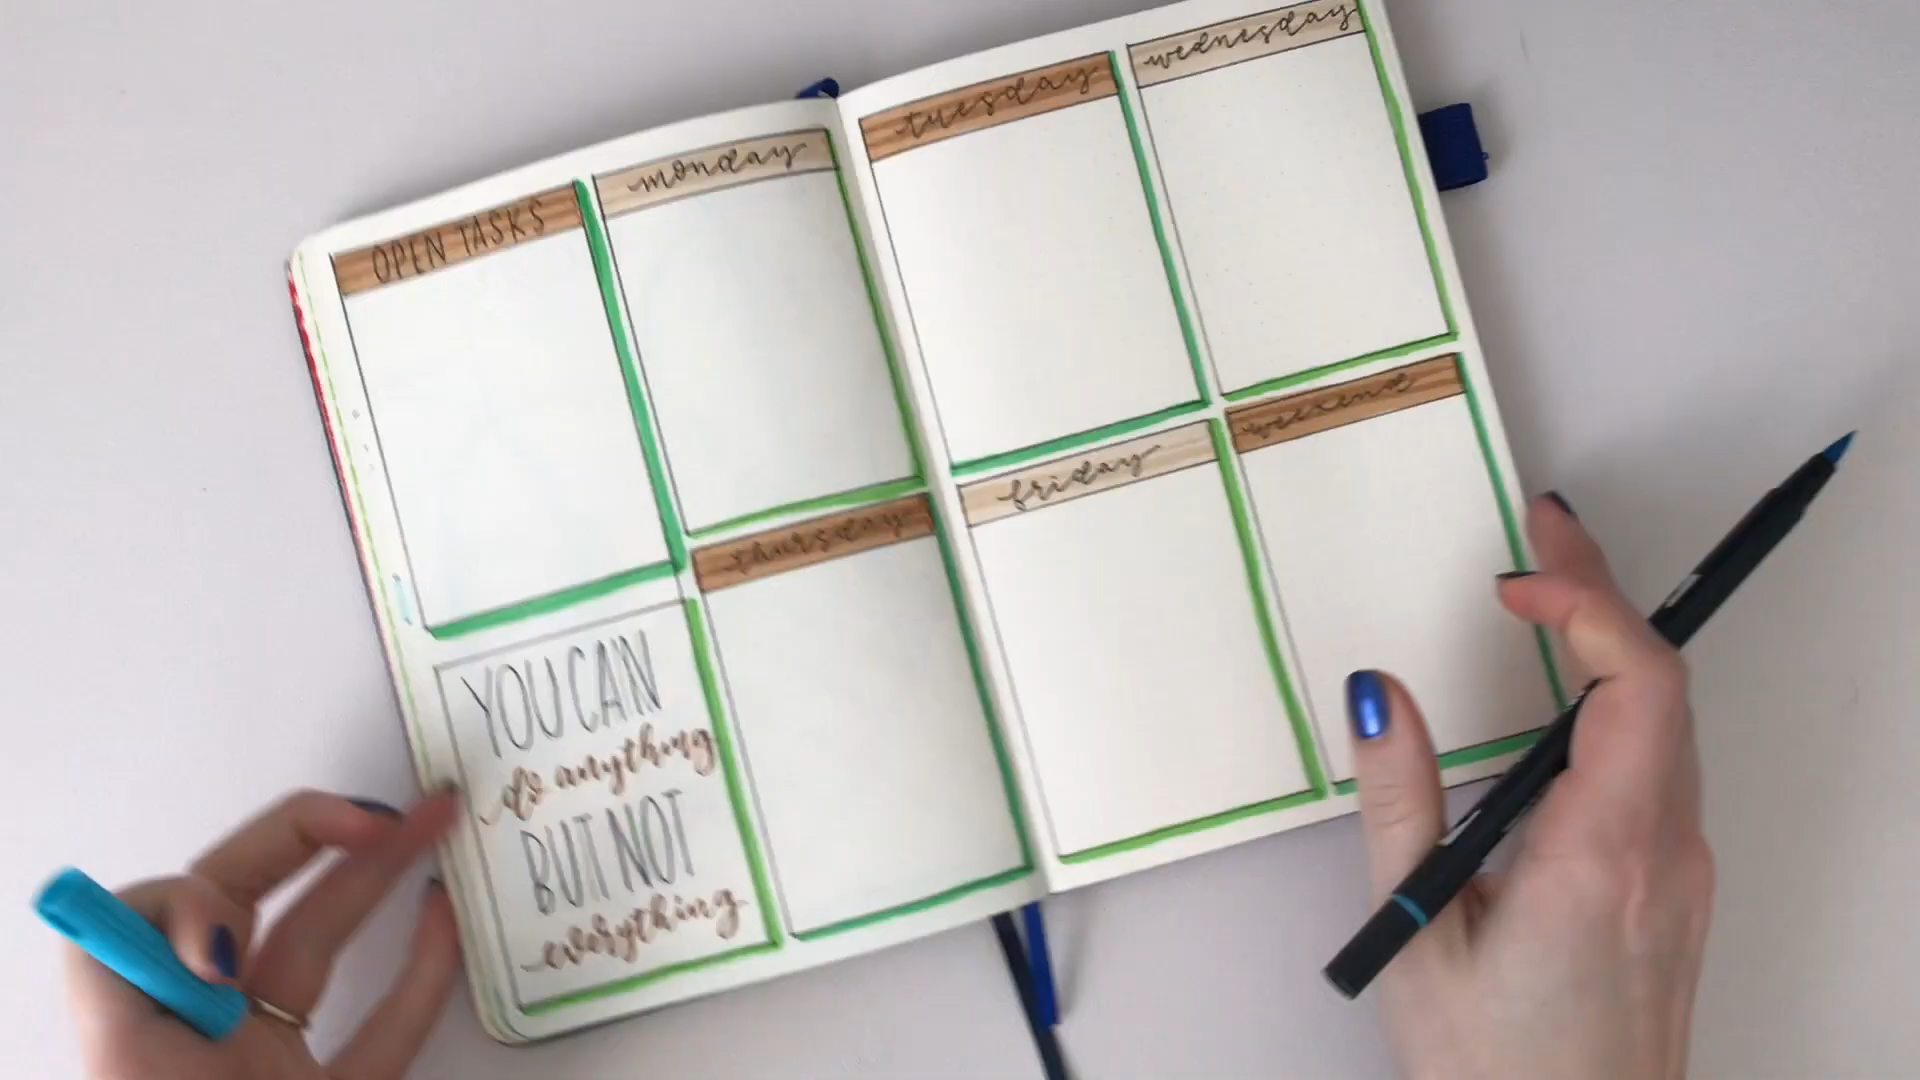 OPEN TASKS
monday
tuesday
wednesday
YOU CAN
do anything
BUT NOT
everything
thursday
friday
weekend